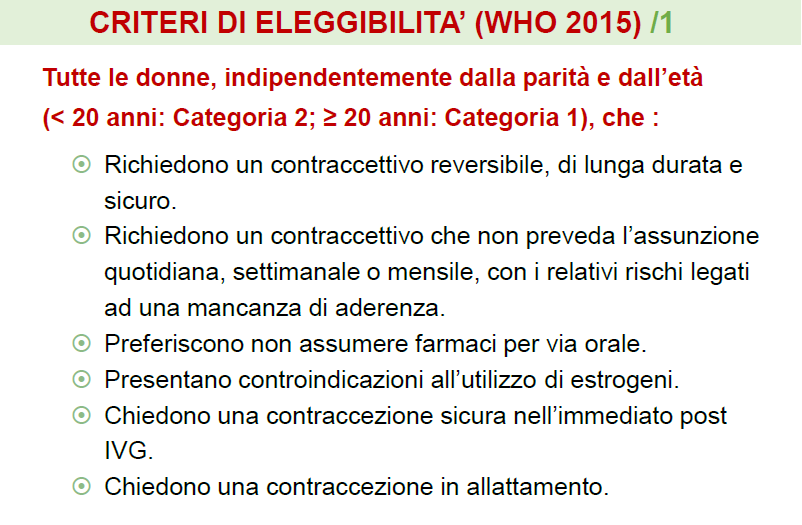 CRITERI DI ELEGGIBILITA’ (WHO 2015) /1
Tutte le donne, indipendentemente dalla parità e dall’età
(< 20 anni: Categoria 2; ≥ 20 anni: Categoria 1), che :
Richiedono un contraccettivo reversibile, di lunga durata e
sicuro.
Richiedono un contraccettivo che non preveda l’assunzione
quotidiana, settimanale o mensile, con i relativi rischi legati
ad una mancanza di aderenza.
Preferiscono non assumere farmaci per via orale.
Presentano controindicazioni all’utilizzo di estrogeni.
Chiedono una contraccezione sicura nell’immediato post
IVG.
Chiedono una contraccezione in allattamento.